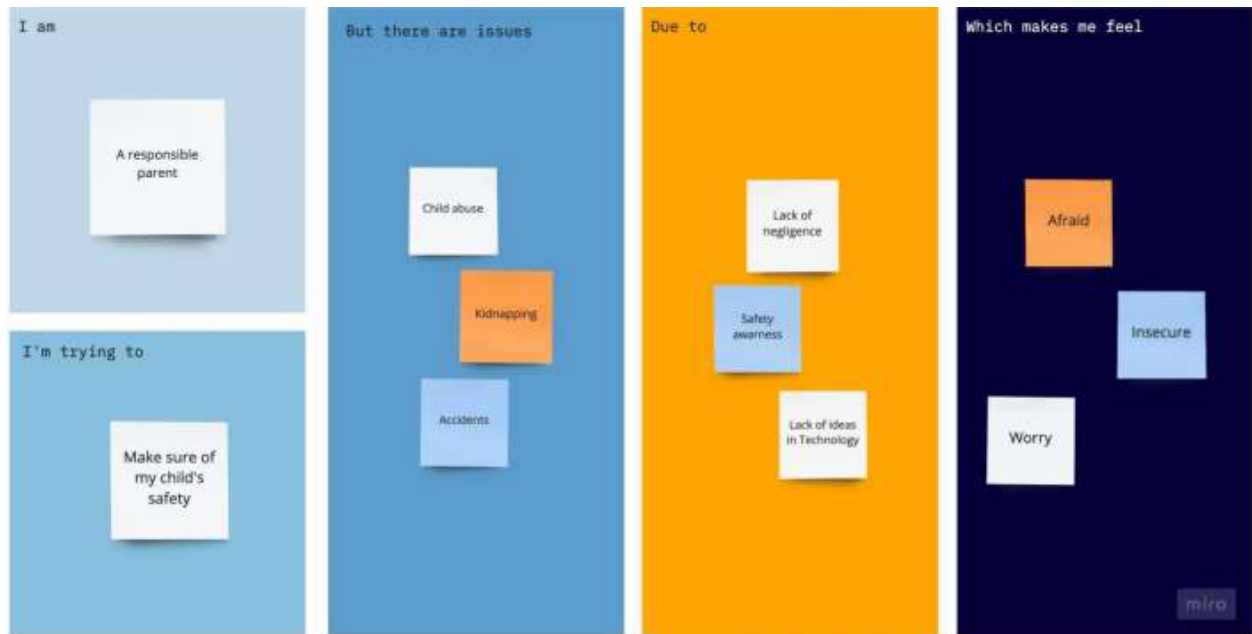 I am
A responsible
parent
I'm trying to
Make sure of
my child's
safety
But there are issues
Child abuse
Kidnapping
Accidents
Due to
Lack of
negligence
Safety
awarness
Lack of ideas
in Technology
Which makes me feel
Afraid
Insecure
Worry
miro